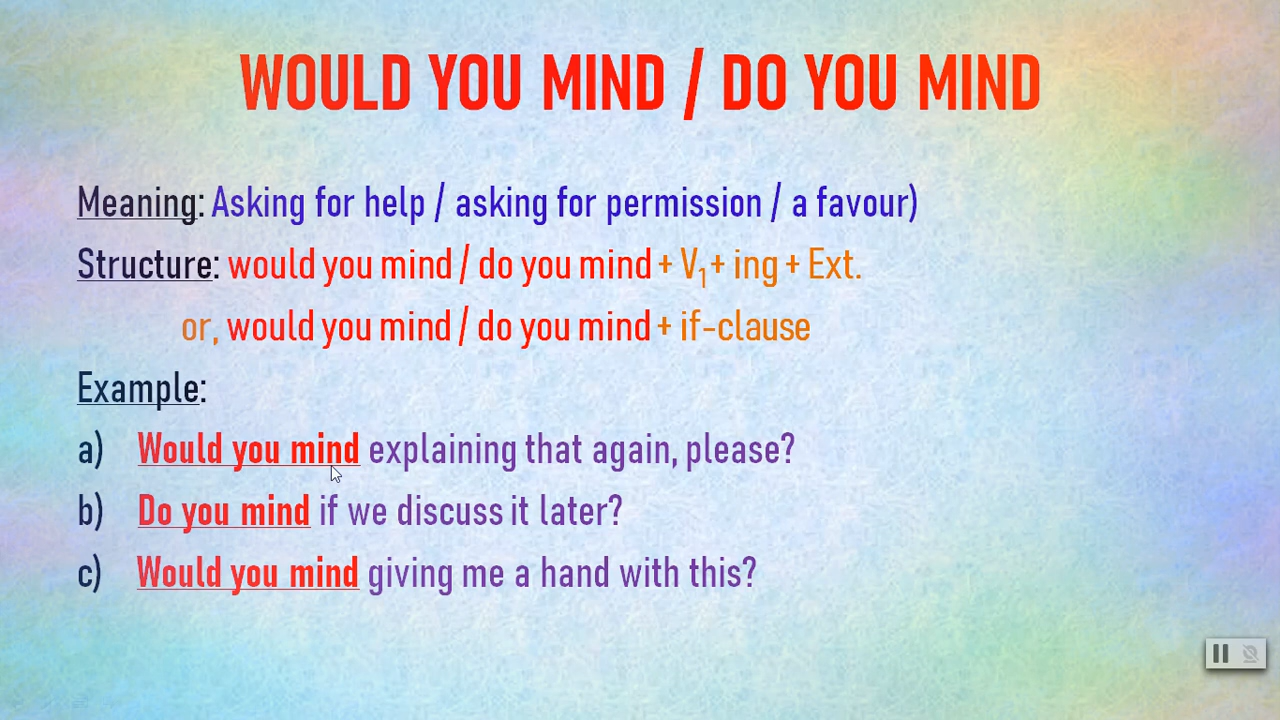 WOULD YOU MIND / DO YOU MIND
Meaning: Asking for help / asking for permission / a favour)
Structure: would you mind / do you mind + V₁ + ing + Ext.
or, would you mind / do you mind + if-clause
Example:
a) Would you mind explaining that again, please?
b) Do you mind if we discuss it later?
c) Would you mind giving me a hand with this?